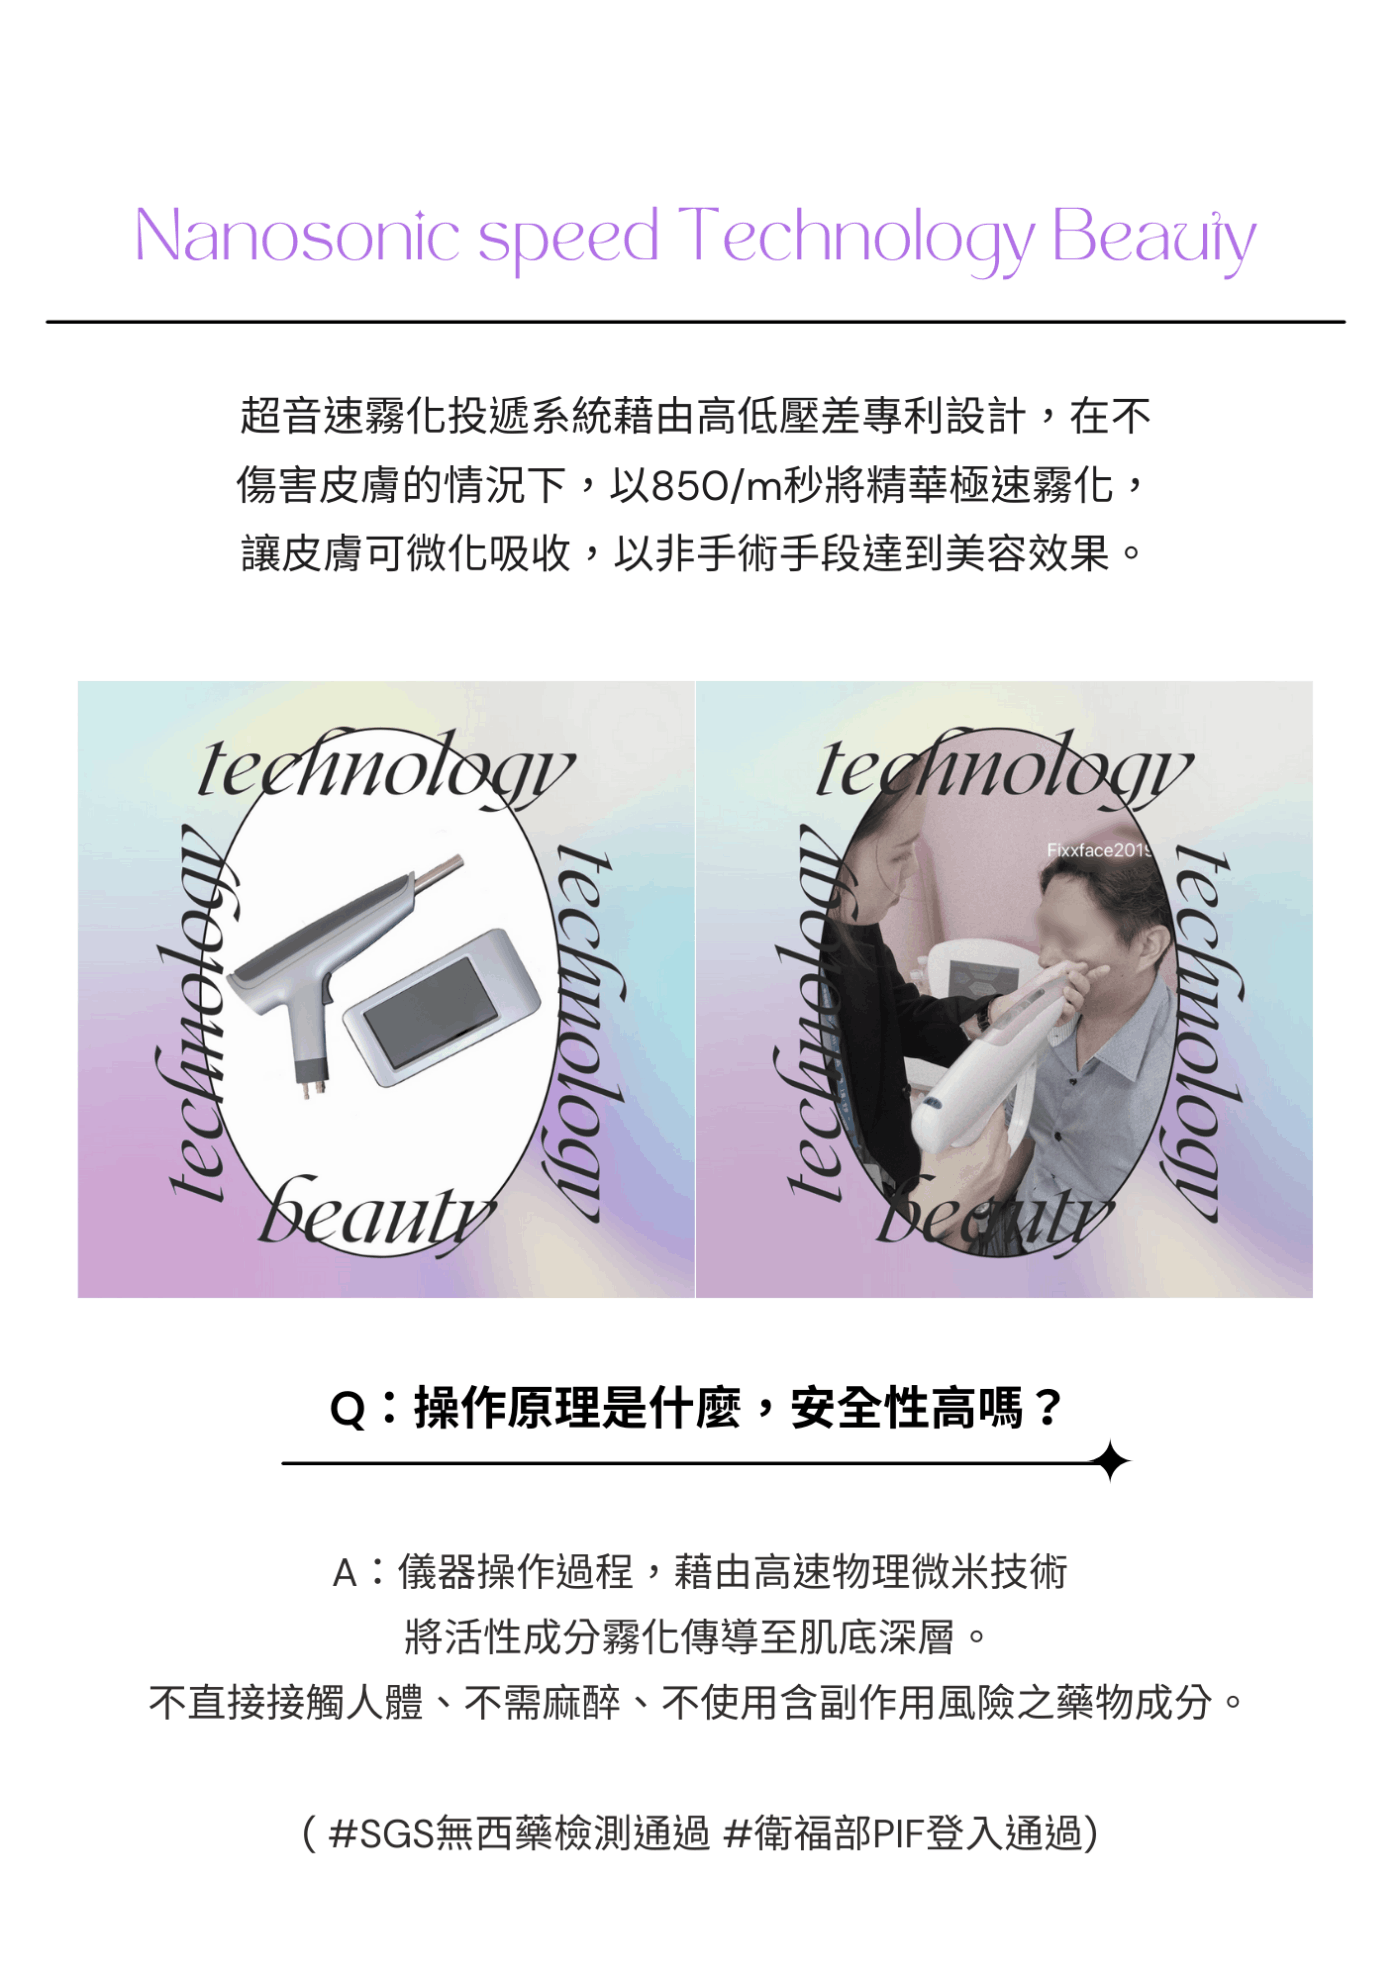 Nanosonic speed Technology Beauty
超音速霧化投遞系統藉由高低壓差專利設計，在不
傷害皮膚的情況下，以850/m秒將精華極速霧化，
讓皮膚可微化吸收，以非手術手段達到美容效果。
technology
technology
technology
beauty
technology
Fixxface2019
technology
technology
beauty
Q：操作原理是什麼，安全性高嗎？
A：儀器操作過程，藉由高速物理微米技術
將活性成分霧化傳導至肌底深層。
不直接接觸人體、不需麻醉、不使用含副作用風險之藥物成分。
( #SGS無西藥檢測通過 #衛福部PIF登入通過)